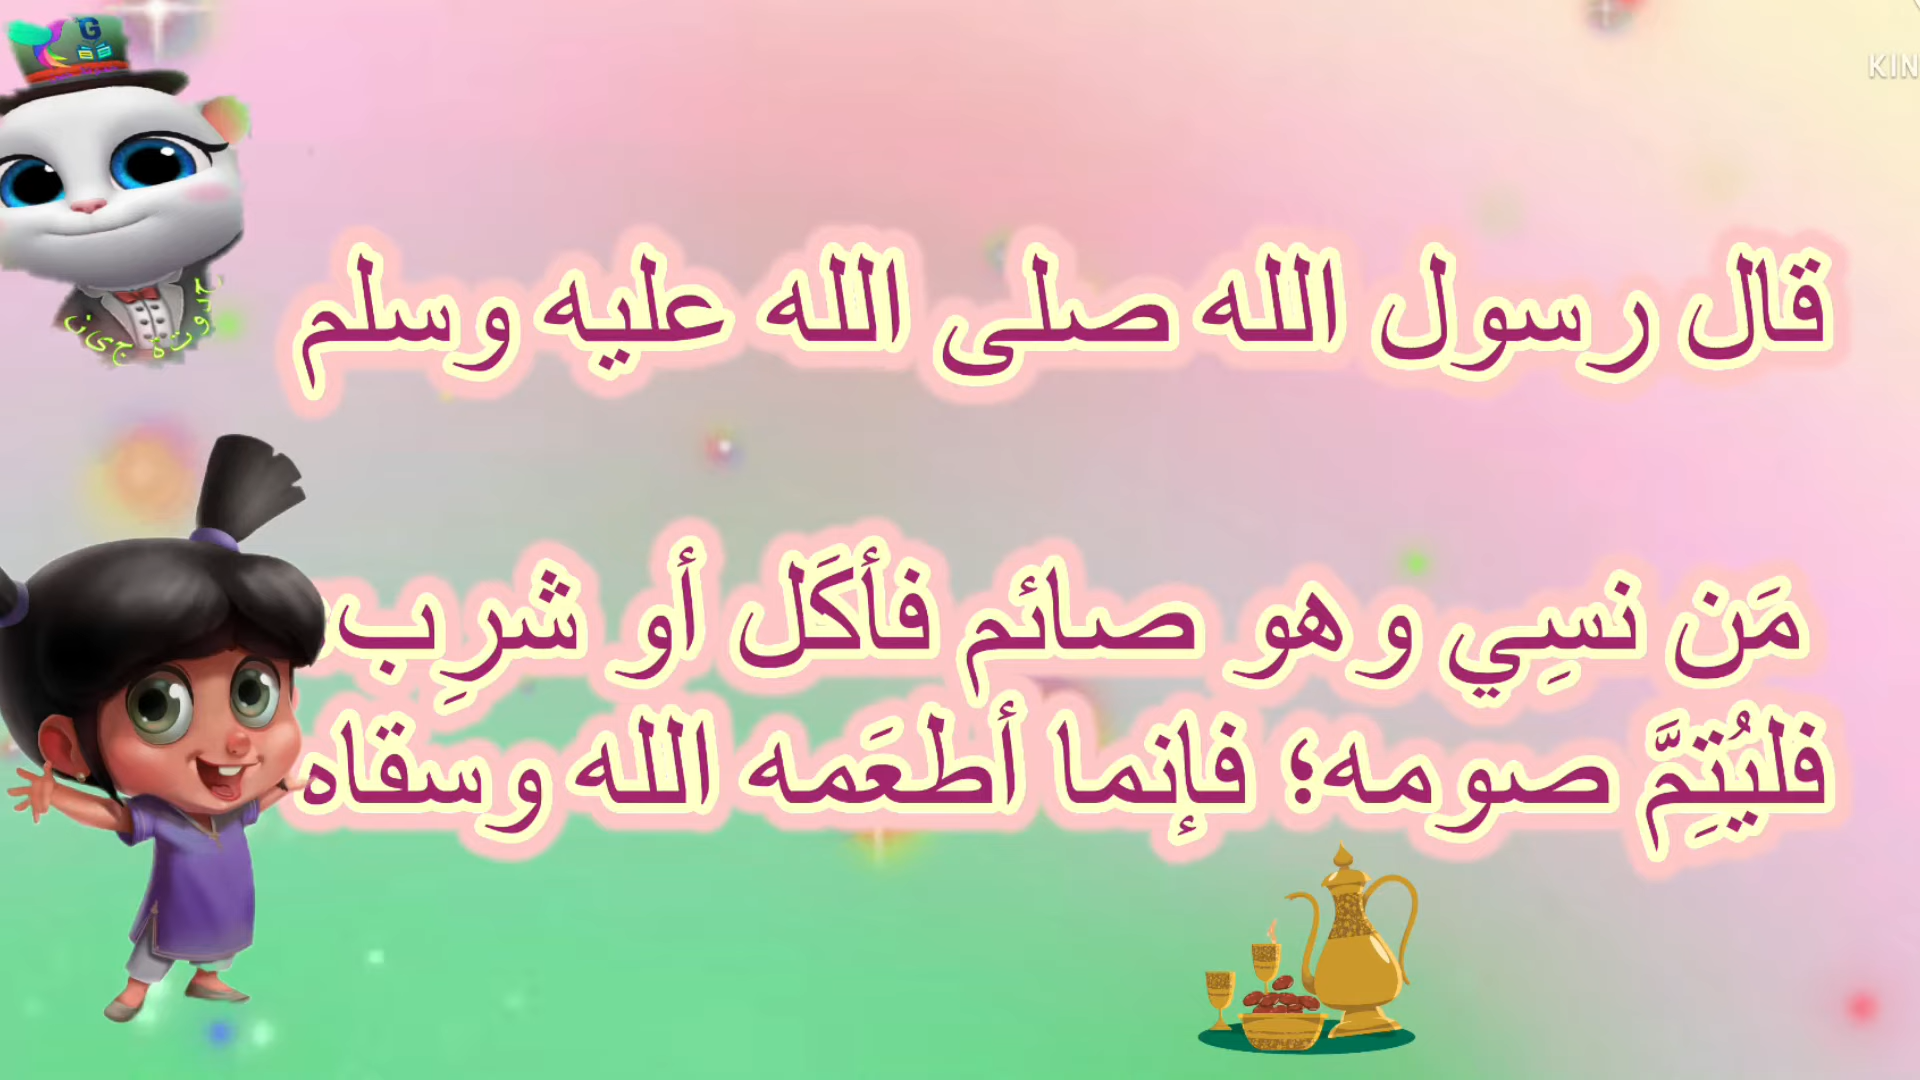 KIN
قال رسول الله صلى الله عليه وسلم
مَن نسِي وهو صائم فأكَل أو شرِب،
فليُتِمَّ صومه؛ فإنما أطعَمه الله وسقاه